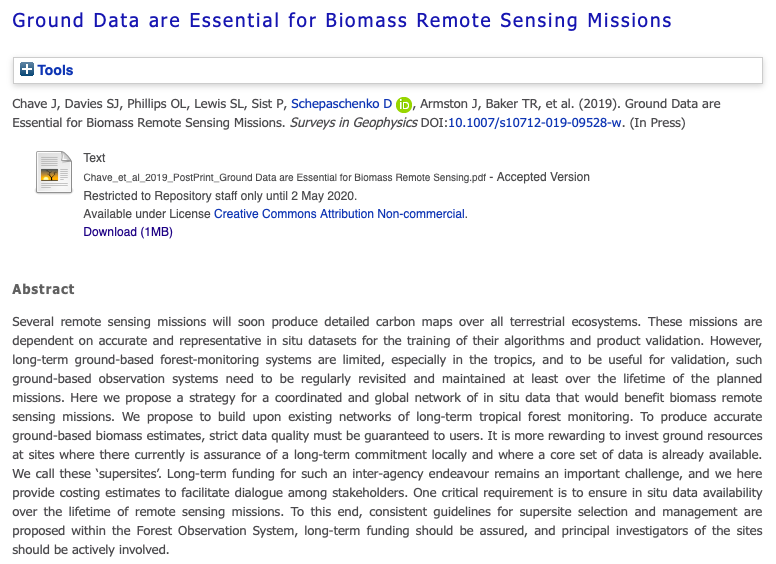 Ground Data are Essential for Biomass Remote Sensing Missions
Tools
Chave J, Davies SJ, Phillips OL, Lewis SL, Sist P, Schepaschenko D iD, Armston J, Baker TR, et al. (2019). Ground Data are
Essential for Biomass Remote Sensing Missions. Surveys in Geophysics DOI:10.1007/s10712-019-09528-w. (In Press)
Text
Chave_et_al_2019_PostPrint_Ground Data are Essential for Biomass Remote Sensing.pdf - Accepted Version
Restricted to Repository staff only until 2 May 2020.
Available under License Creative Commons Attribution Non-commercial.
Download (1MB)
Abstract
Several remote sensing missions will soon produce detailed carbon maps over all terrestrial ecosystems. These missions are
dependent on accurate and representative in situ datasets for the training of their algorithms and product validation. However,
long-term ground-based forest-monitoring systems are limited, especially in the tropics, and to be useful for validation, such
ground-based observation systems need to be regularly revisited and maintained at least over the lifetime of the planned
missions. Here we propose a strategy for a coordinated and global network of in situ data that would benefit biomass remote
sensing missions. We propose to build upon existing networks of long-term tropical forest monitoring. To produce accurate
ground-based biomass estimates, strict data quality must be guaranteed to users. It is more rewarding to invest ground resources
at sites where there currently is assurance of a long-term commitment locally and where a core set of data is already available.
We call these ‘supersites’. Long-term funding for such an inter-agency endeavour remains an important challenge, and we here
provide costing estimates to facilitate dialogue among stakeholders. One critical requirement is to ensure in situ data availability
over the lifetime of remote sensing missions. To this end, consistent guidelines for supersite selection and management are
proposed within the Forest Observation System, long-term funding should be assured, and principal investigators of the sites
should be actively involved.